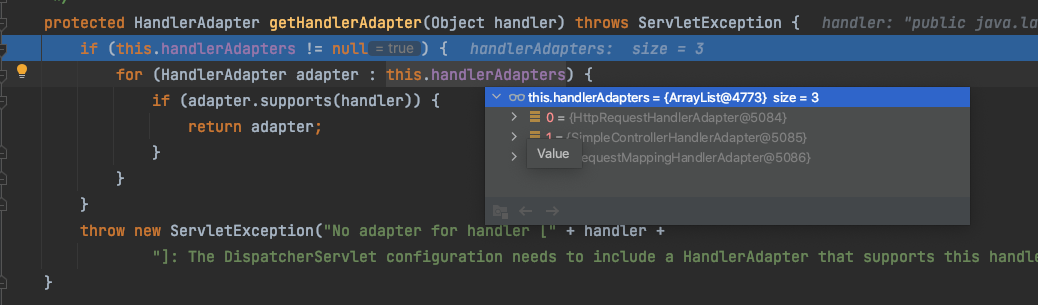 protected HandlerAdapter getHandlerAdapter(Object handler) throws ServletException { handler: "public java.la
if (this.handlerAdapters != null = true ) { handlerAdapters: size = 3
for (HandlerAdapter adapter : this.handlerAdapters) {
if (adapter.supports(handler)) {
this.handlerAdapters = {ArrayList@4773} size = 3
0 = {HttpRequestHandlerAdapter@5084}
return adapter;
1 = {SimpleControllerHandlerAdapter@5085}
}
Value
equestMappingHandlerAdapter@5086}
}
}
throw new ServletException("No adapter for handler [" + handler +
"]: The DispatcherServlet configuration needs to include a HandlerAdapter that supports this handle
}